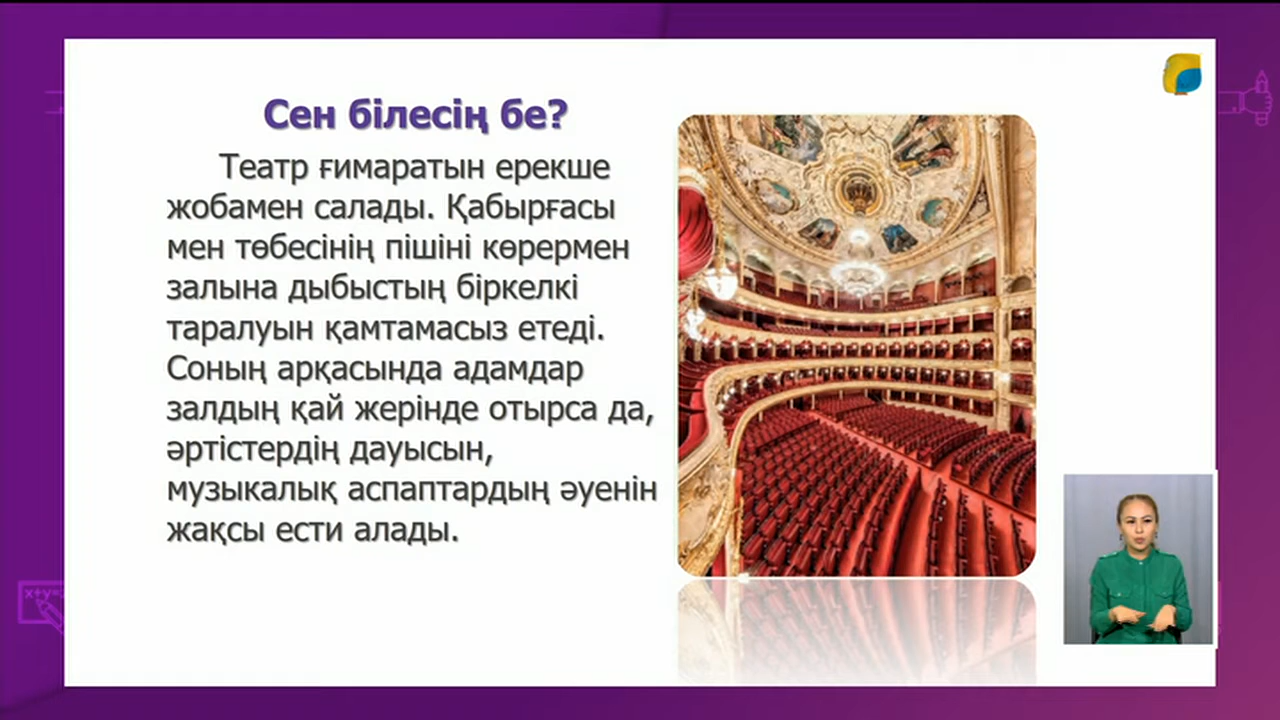 Сен білесің бе?
Театр ғимаратын ерекше
жобамен салады. Қабырғасы
мен төбесінің пішіні көрермен
залына дыбыстың біркелкі
таралуын қамтамасыз етеді.
Соның арқасында адамдар
залдың қай жерінде отырса да,
әртістердің дауысын,
музыкалық аспаптардың әуенін
жақсы ести алады.